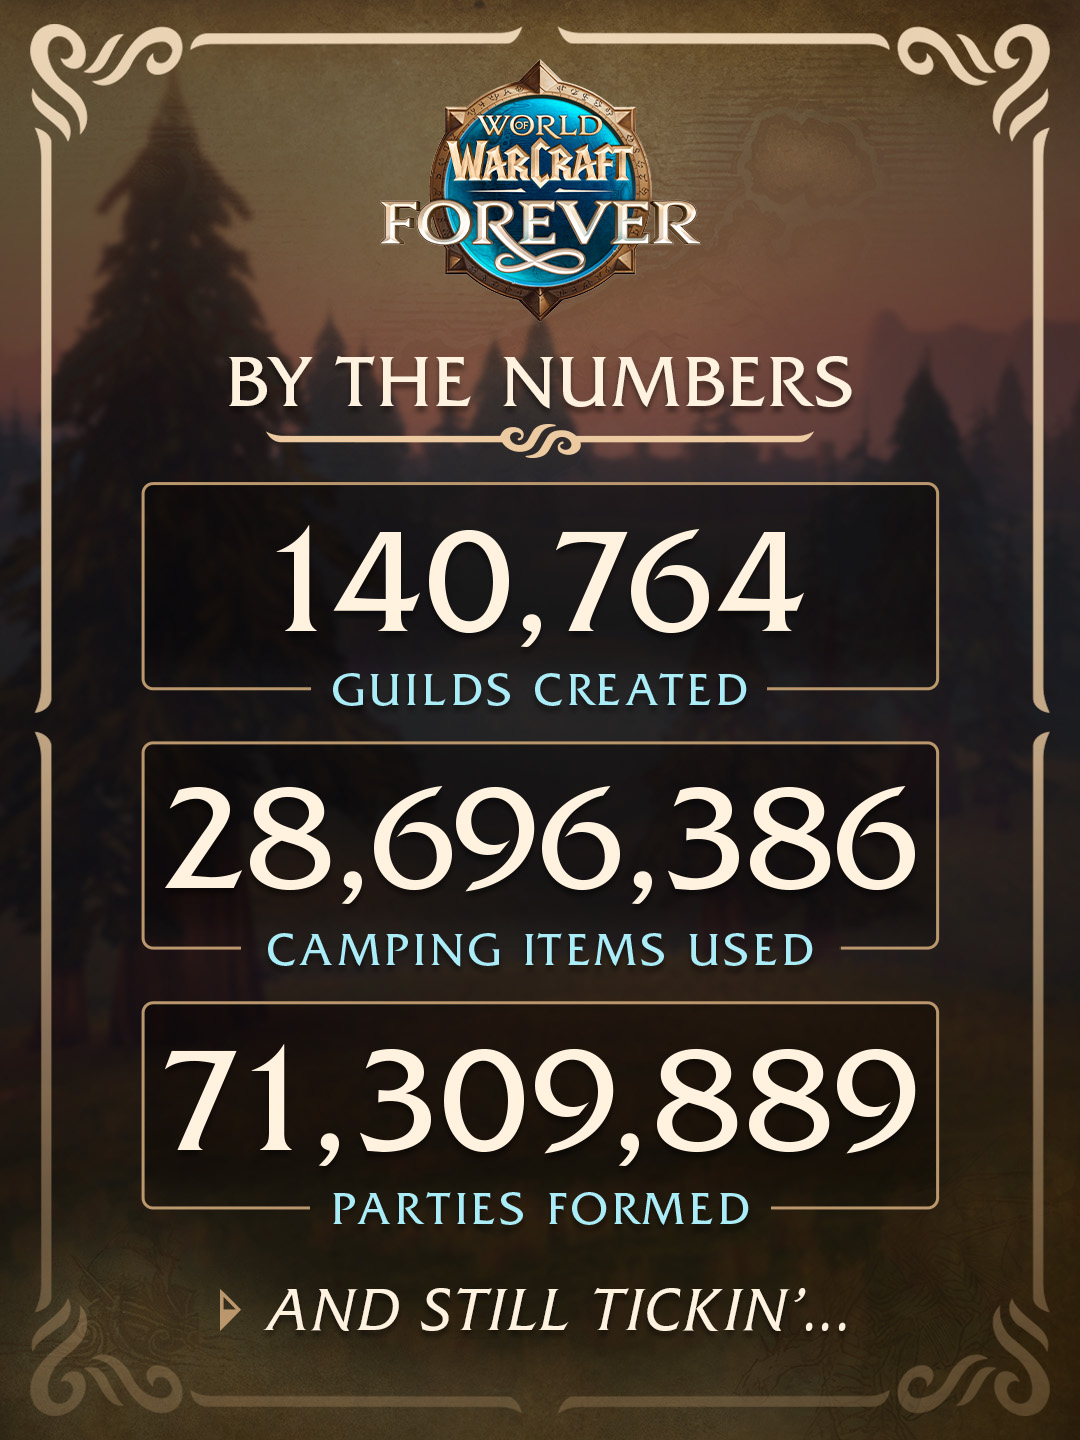 WORLD
OF
WARCRAFT
FOREVER
BY THE NUMBERS
140,764
GUILDS CREATED
28,696,386
CAMPING ITEMS USED
71,309,889
PARTIES FORMED
AND STILL TICKIN’...